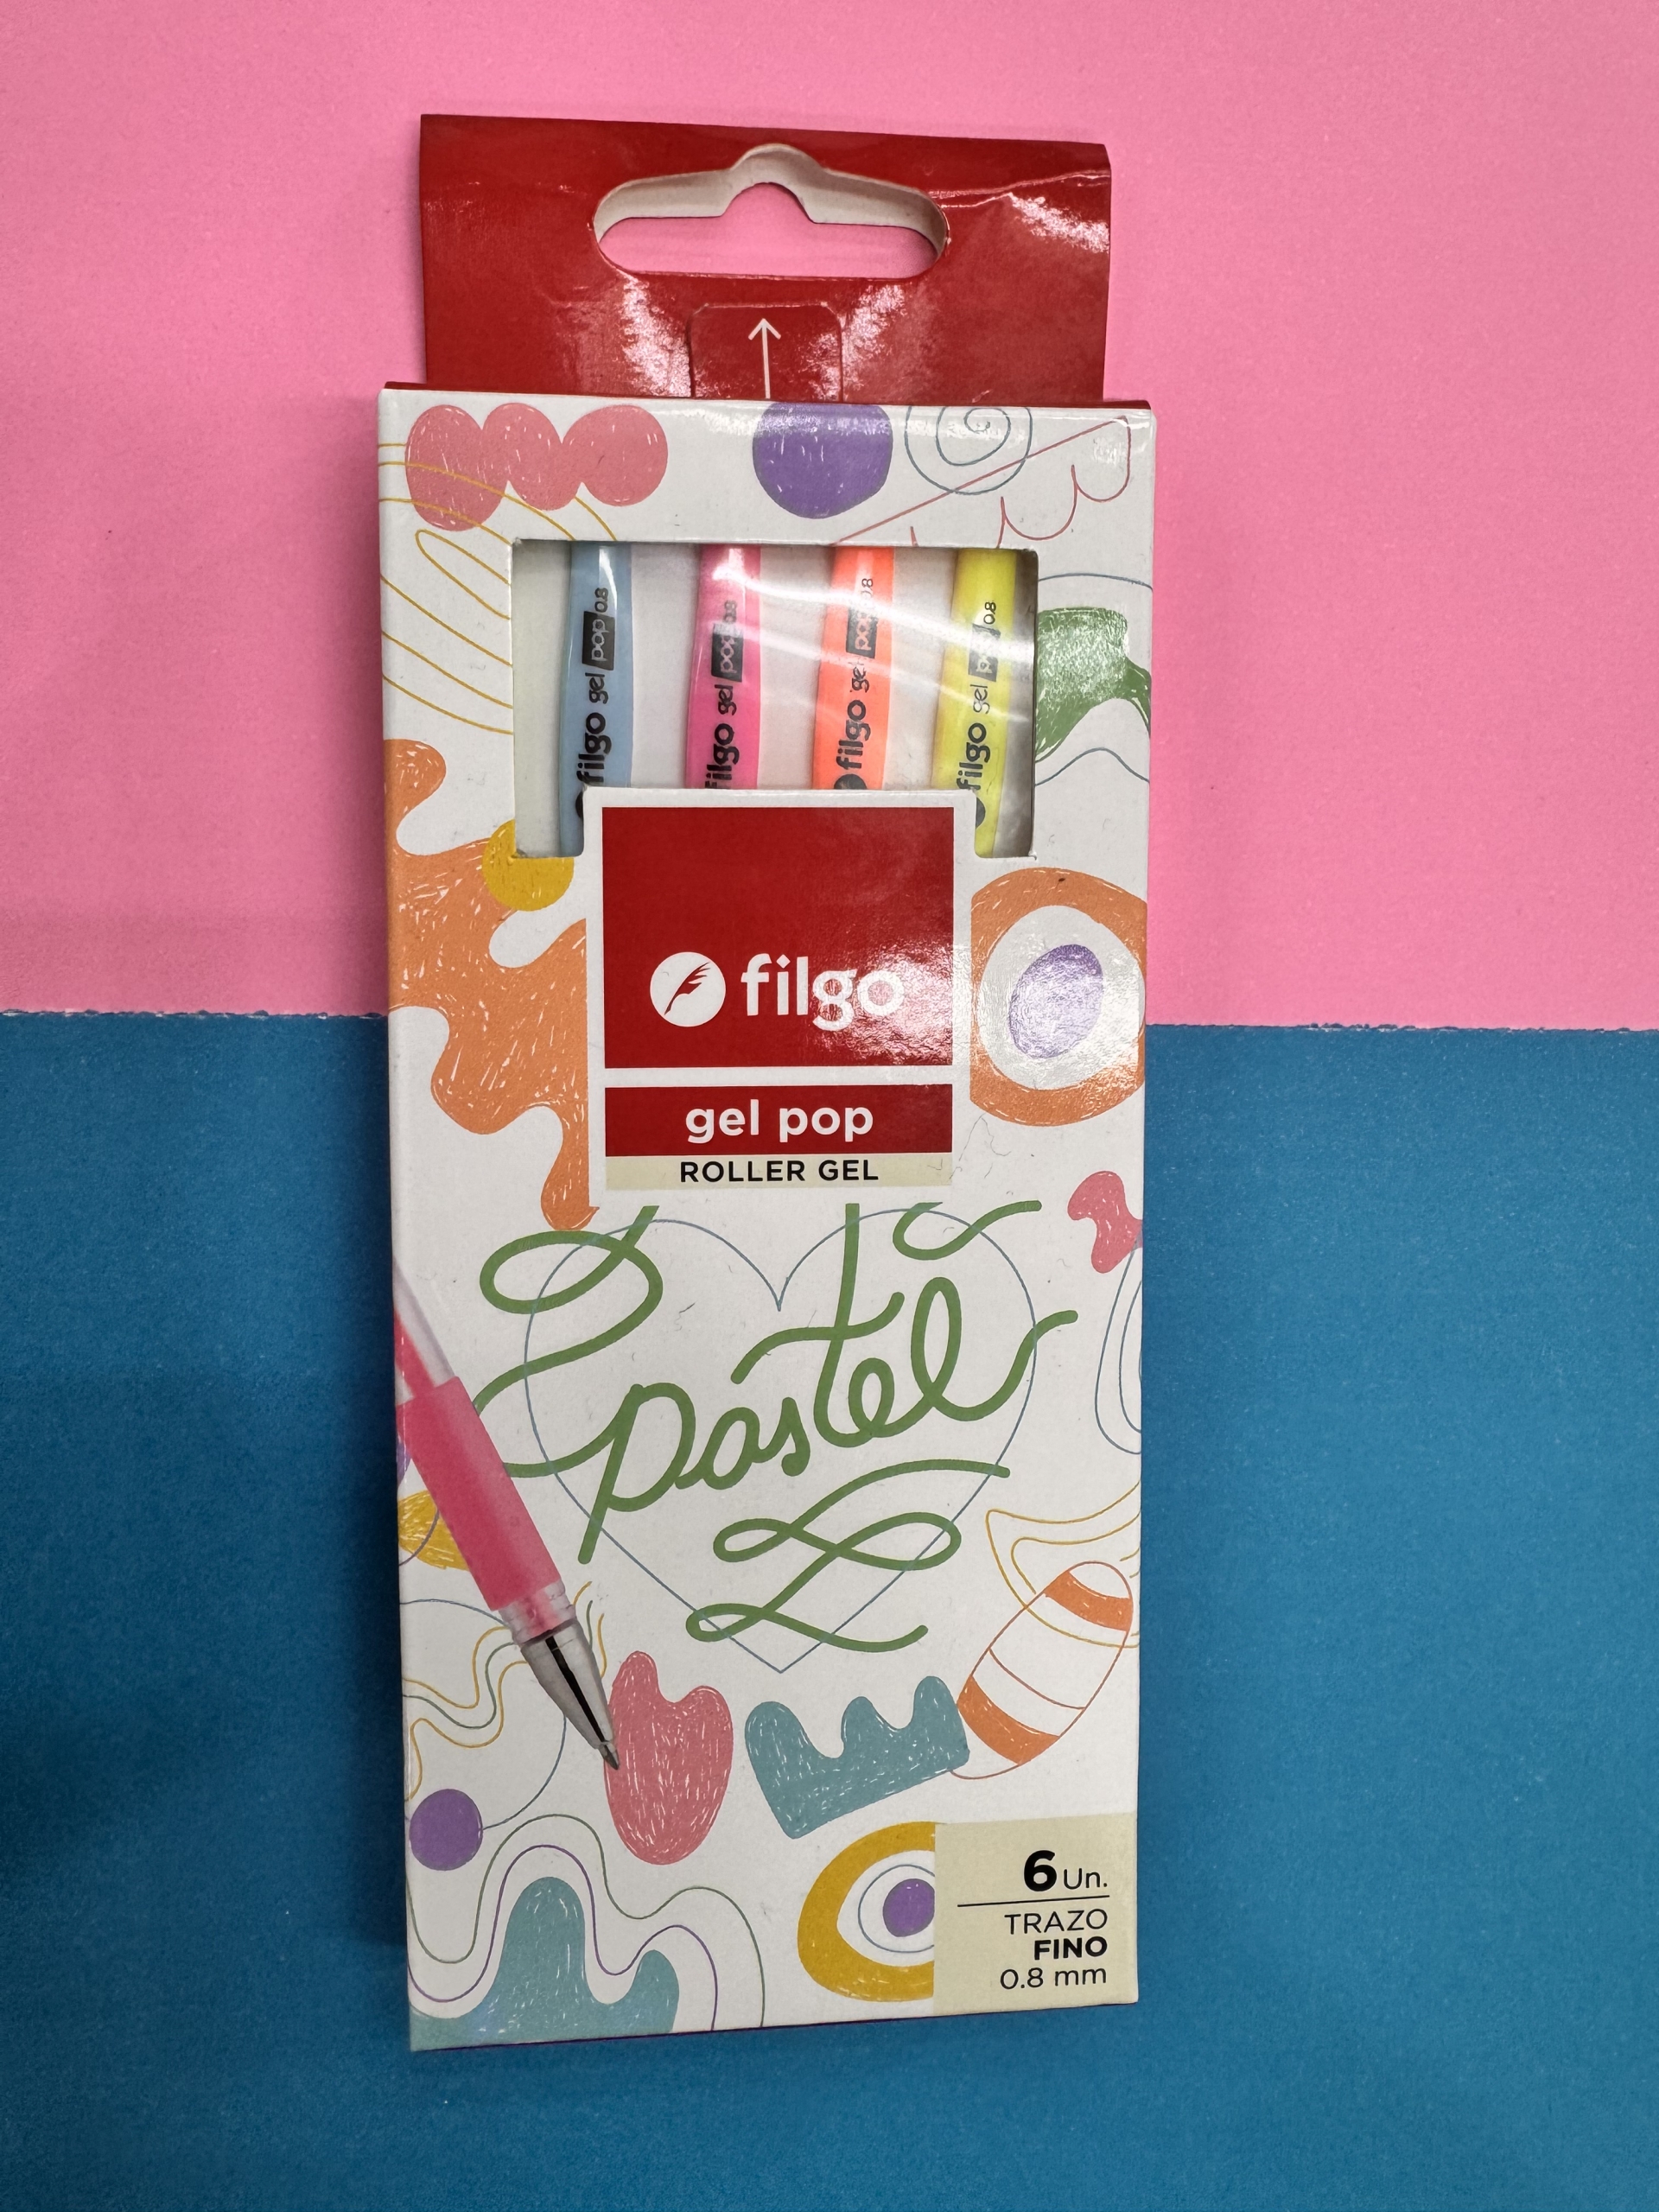 filgo gel pop 0.8
filgo gel pop 0.8
filgo gel pop 0.8
filgo gel pop 0.8
filgo
gel pop
ROLLER GEL
pastel
6 Un.
TRAZO
FINO
0.8 mm